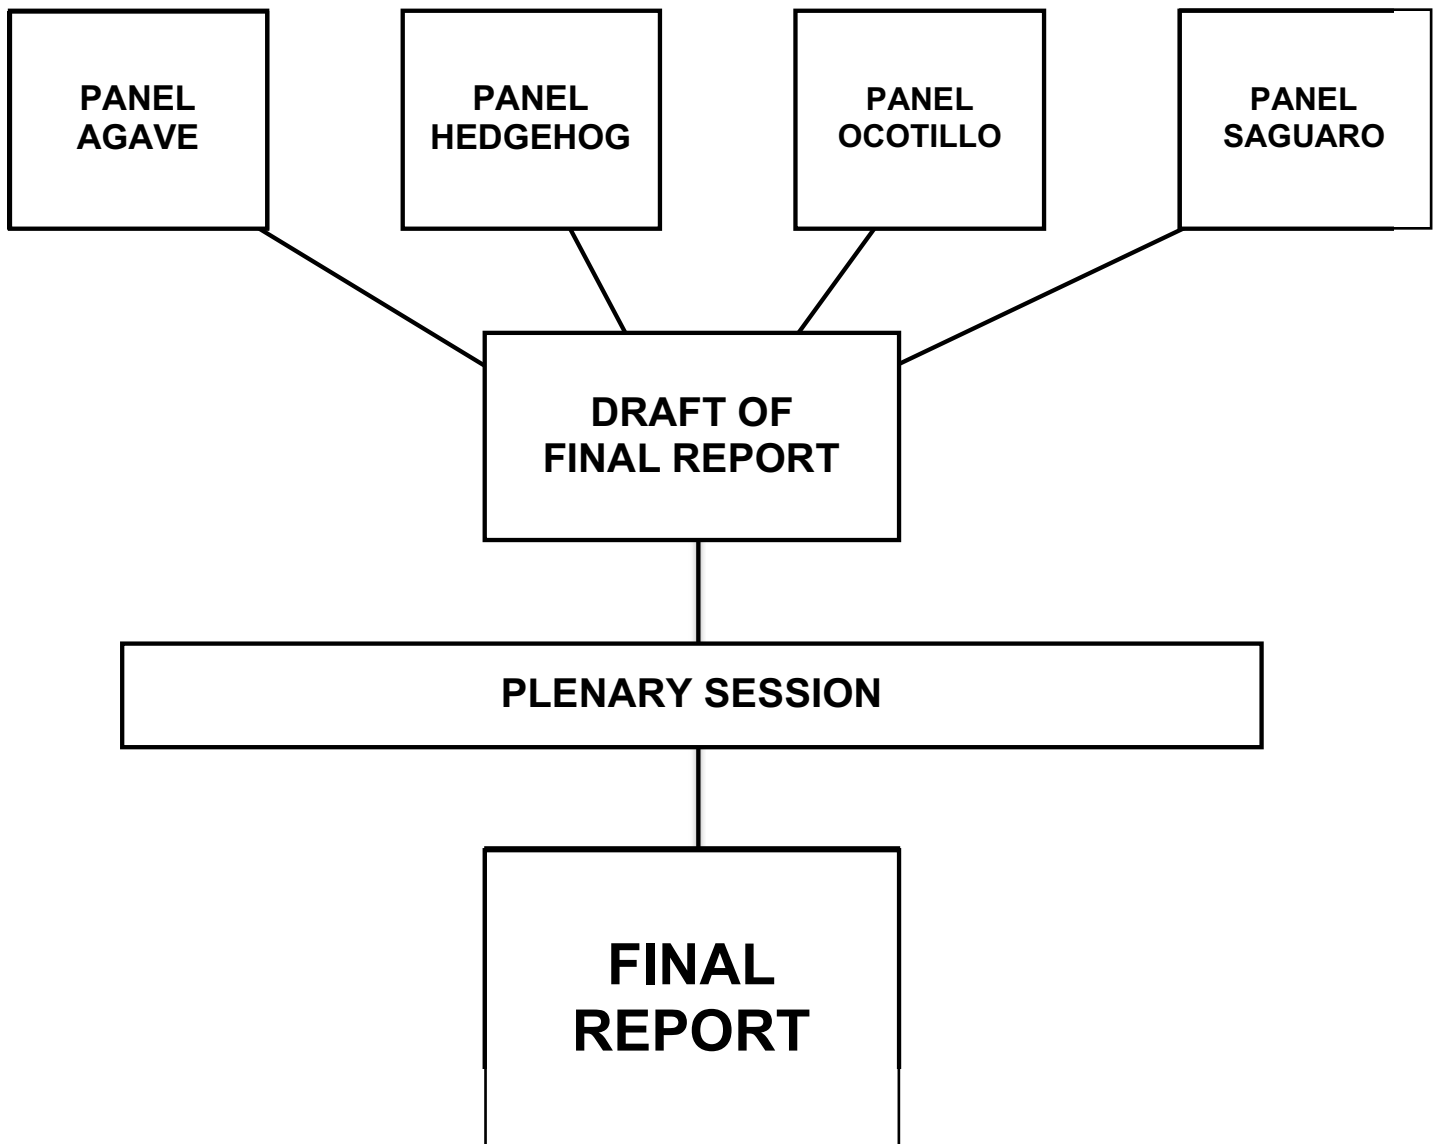 PANEL
AGAVE
PANEL
HEDGEHOG
PANEL
OCOTILLO
PANEL
SAGUARO
DRAFT OF
FINAL REPORT
PLENARY SESSION
FINAL
REPORT